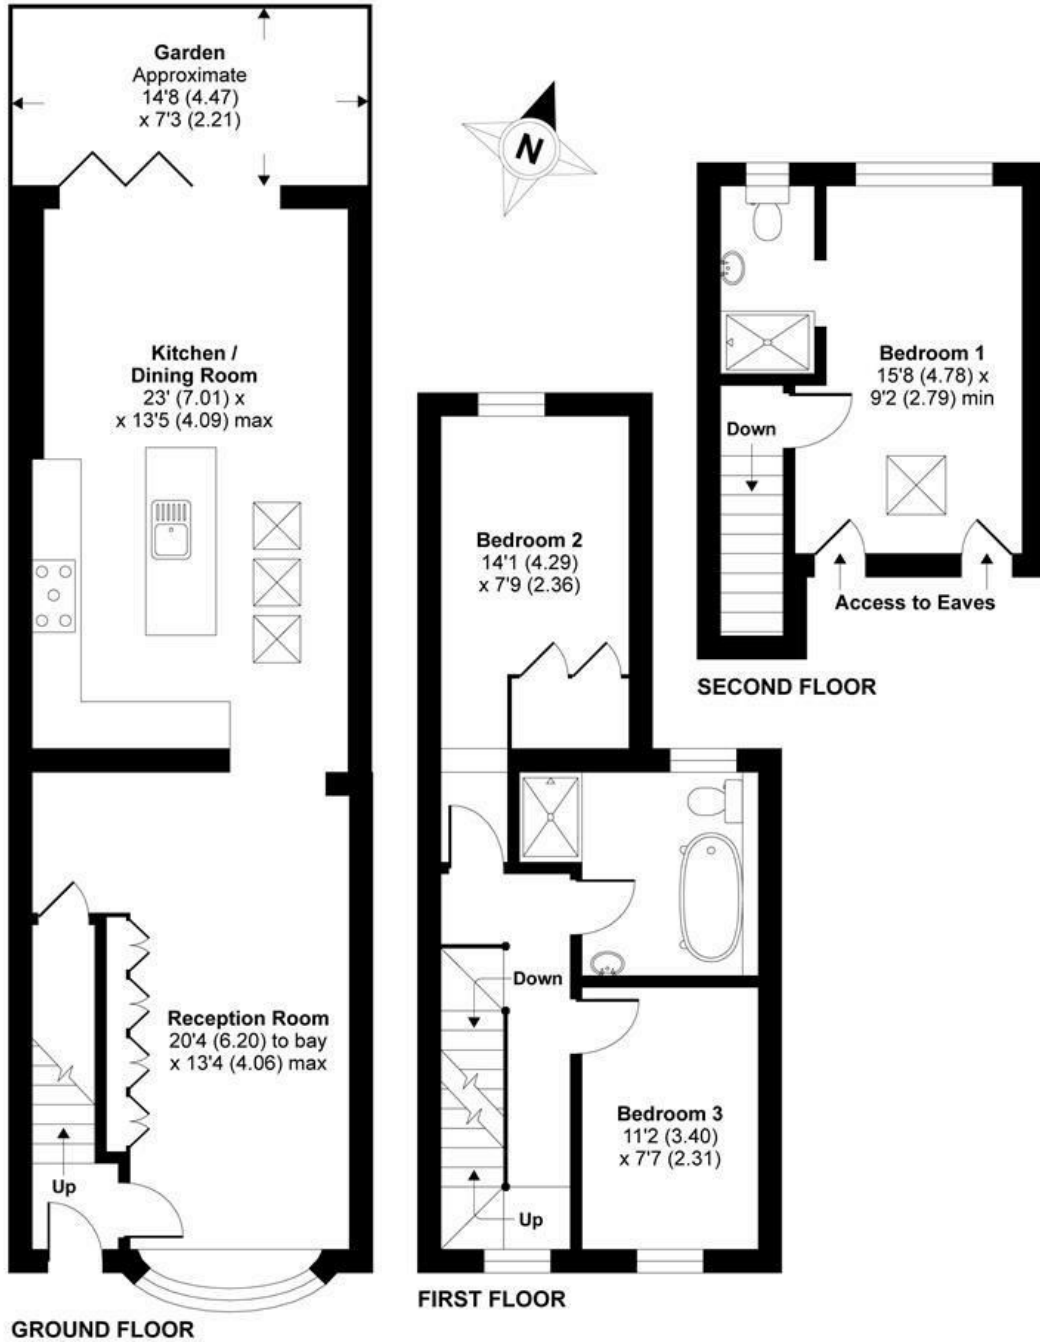 Garden
Approximate
14'8 (4.47)
x 7'3 (2.21)
N
Kitchen /
Dining Room
23' (7.01) x
x 13'5 (4.09) max
Reception Room
20'4 (6.20) to bay
x 13'4 (4.06) max
Up
GROUND FLOOR
Bedroom 2
14'1 (4.29)
x 7'9 (2.36)
Down
Bedroom 3
11'2 (3.40)
x 7'7 (2.31)
Up
FIRST FLOOR
Bedroom 1
15'8 (4.78) x
9'2 (2.79) min
Down
Access to Eaves
SECOND FLOOR